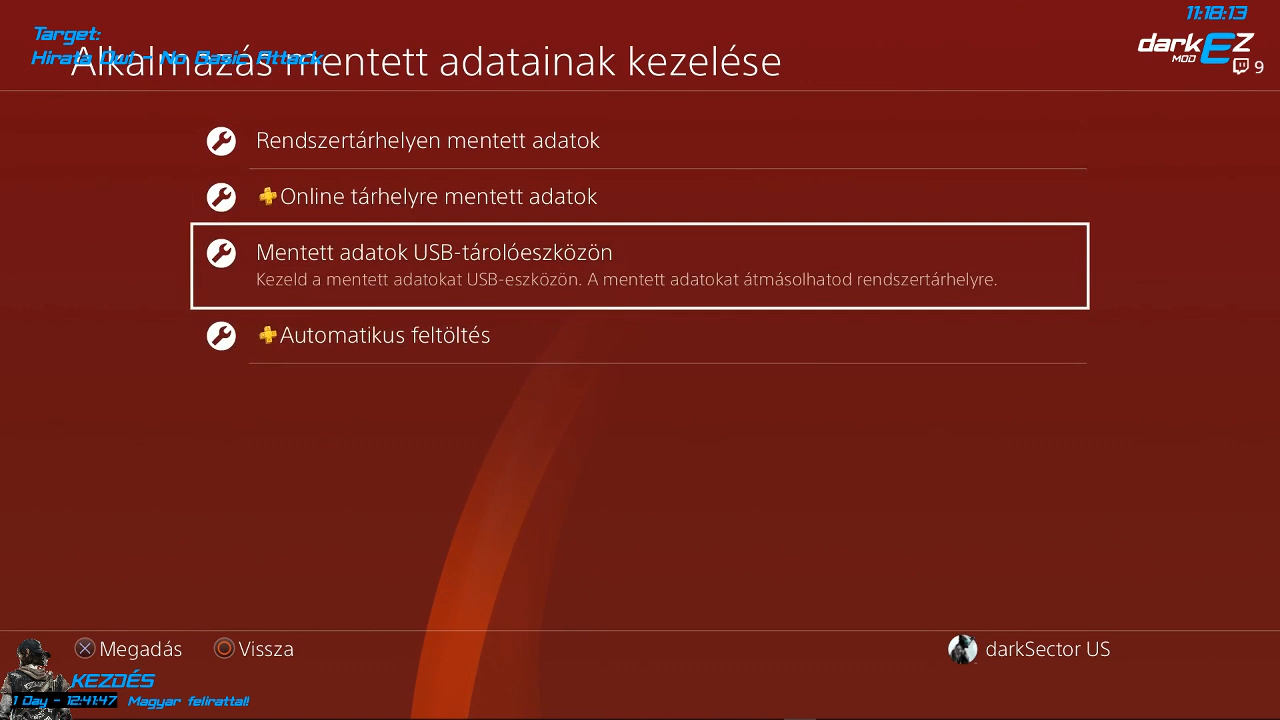 Target:
Hirata Owl - No Basic Attack
11:18:13
darkEZ
MOD
9
Alkalmazás mentett adatainak kezelése
Rendszertárhelyen mentett adatok
Online tárhelyre mentett adatok
Mentett adatok USB-tárolóeszközön
Kezeld a mentett adatokat USB-eszközön. A mentett adatokat átmásolhatod rendszertárhelyre.
Automatikus feltöltés
Megadás
Vissza
darkSector US
KEZDÉS
1 Day - 12:41:47
Magyar felirattal!